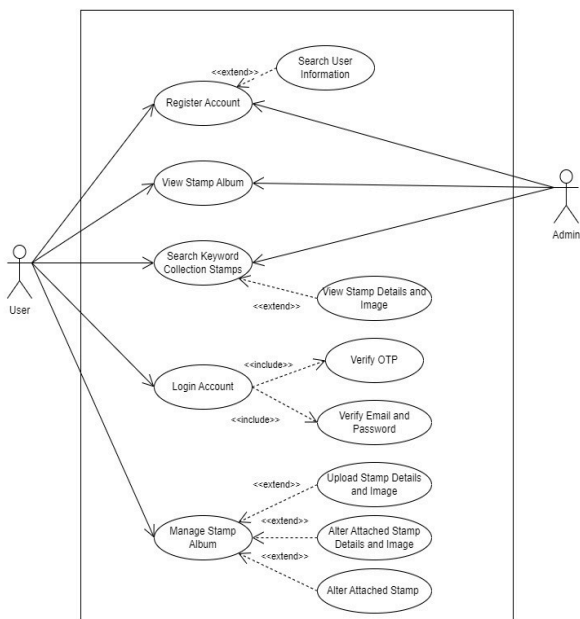 Search User
Information
<<extend>>
Register Account
View Stamp Album
Admin
Search Keyword
Collection Stamps
User
View Stamp Details and
Image
<<extend>>
<<include>>
Verify OTP
Login Account
<<include>>
Verify Email and
Password
Upload Stamp Details
and Image
<<extend>>
Manage Stamp
Album
<<extend>>
Alter Attached Stamp
Details and Image
<<extend>>
Alter Attached Stamp